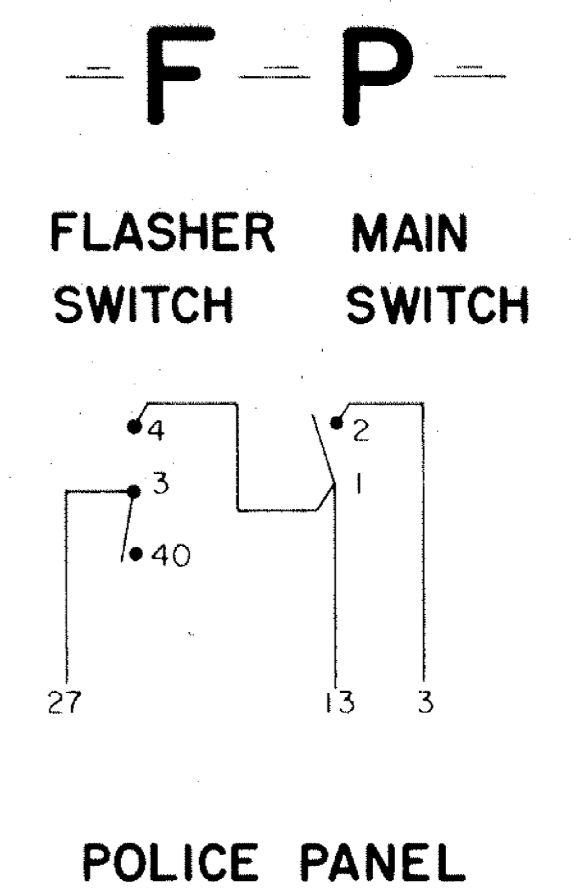 F P
FLASHER MAIN
SWITCH SWITCH
4 2
3 1
40
27 13 3
POLICE PANEL